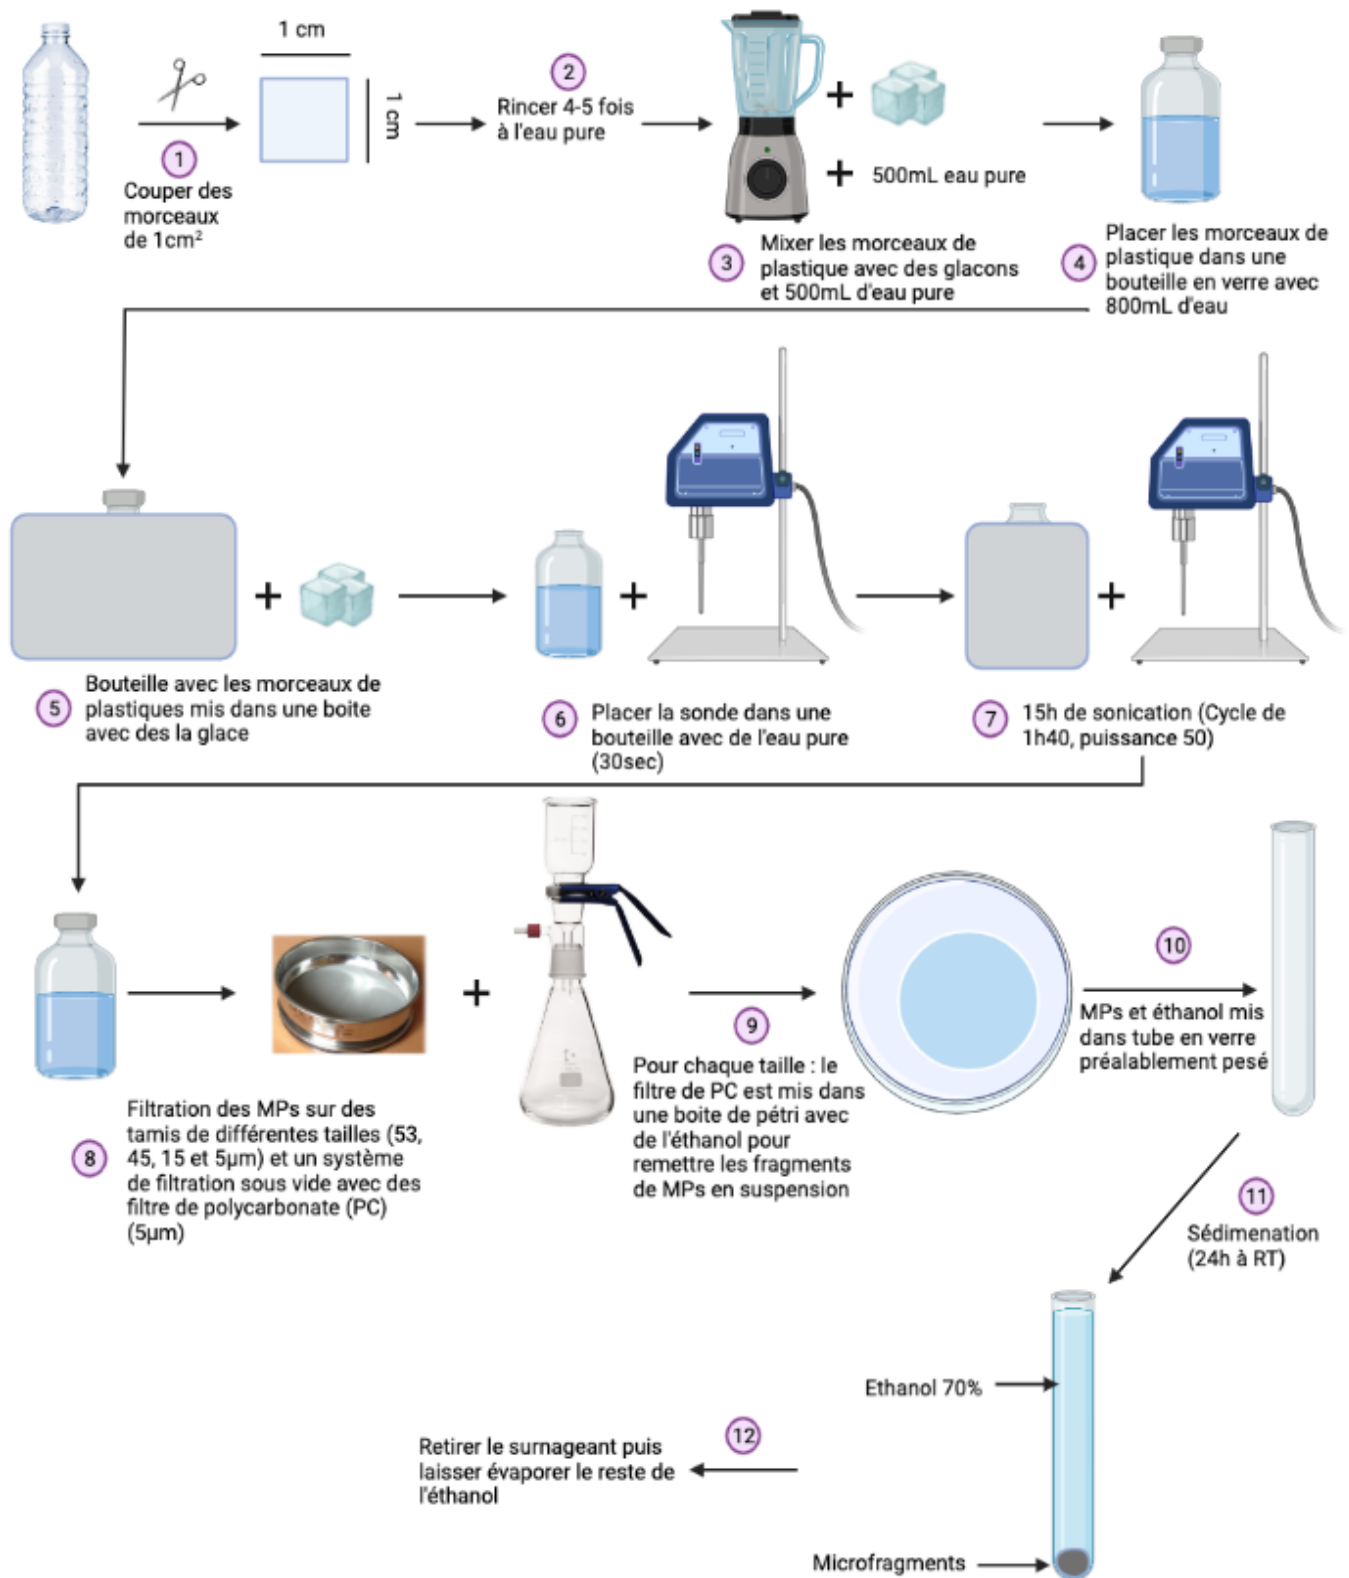 1 cm
1 cm
1
Couper des
morceaux
de 1cm²
2
Rincer 4-5 fois
à l'eau pure
500mL eau pure
3
Mixer les morceaux de
plastique avec des glacons
et 500mL d'eau pure
4
Placer les morceaux de
plastique dans une
bouteille en verre avec
800mL d'eau
5
Bouteille avec les morceaux de
plastiques mis dans une boite
avec des la glace
6
Placer la sonde dans une
bouteille avec de l'eau pure
(30sec)
7
15h de sonication (Cycle de
1h40, puissance 50)
8
Filtration des MPs sur des
tamis de différentes tailles (53,
45, 15 et 5µm) et un système
de filtration sous vide avec des
filtre de polycarbonate (PC)
(5µm)
9
Pour chaque taille : le
filtre de PC est mis dans
une boite de pétri avec
de l'éthanol pour
remettre les fragments
de MPs en suspension
10
MPs et éthanol mis
dans tube en verre
préalablement pesé
11
Sédimenation
(24h à RT)
Ethanol 70%
12
Retirer le surnageant puis
laisser évaporer le reste de
l'éthanol
Microfragments